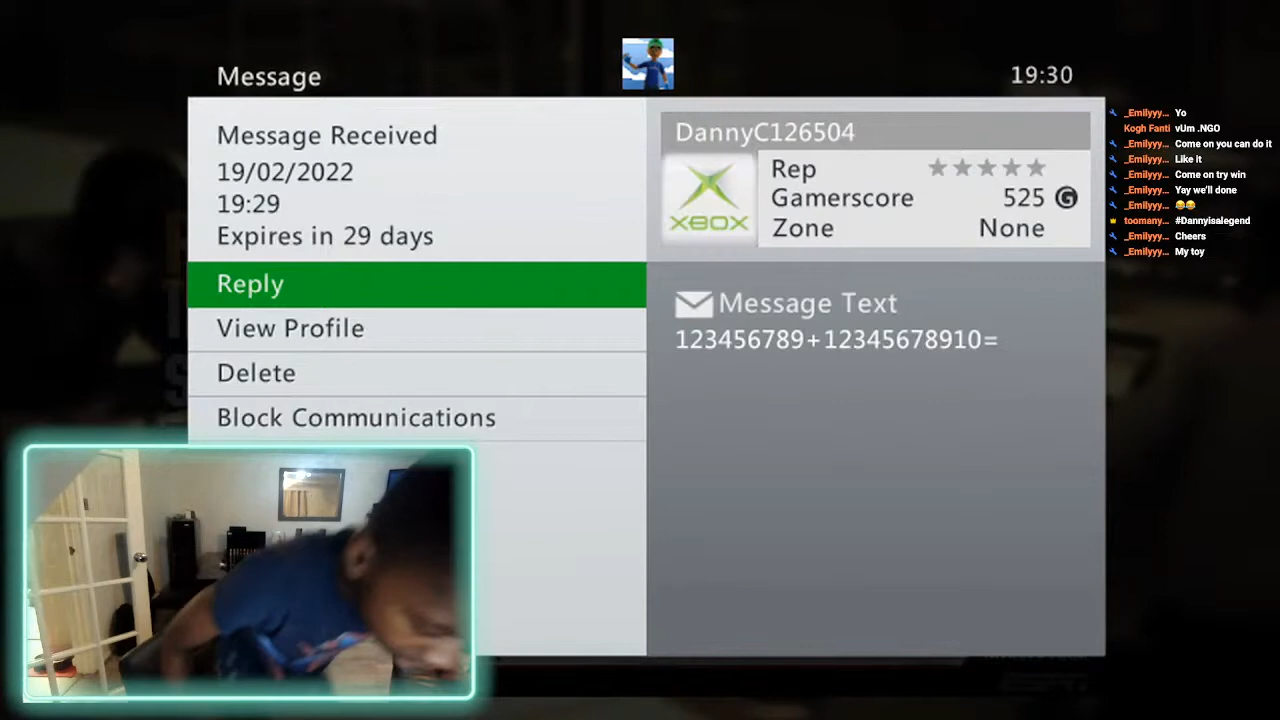 Message
19:30
Message Received
19/02/2022
19:29
Expires in 29 days
Reply
View Profile
Delete
Block Communications
DannyC126504
XBOX
Rep
Gamerscore 525 G
Zone None
Message Text
123456789+12345678910=
_Emilyyy... Yo
Kogh Fanti vUm .NGO
_Emilyyy... Come on you can do it
_Emilyyy... Like it
_Emilyyy... Come on try win
_Emilyyy... Yay we'll done
_Emilyyy... 😂😂
toomany... #Dannyisalegend
_Emilyyy... Cheers
_Emilyyy... My toy